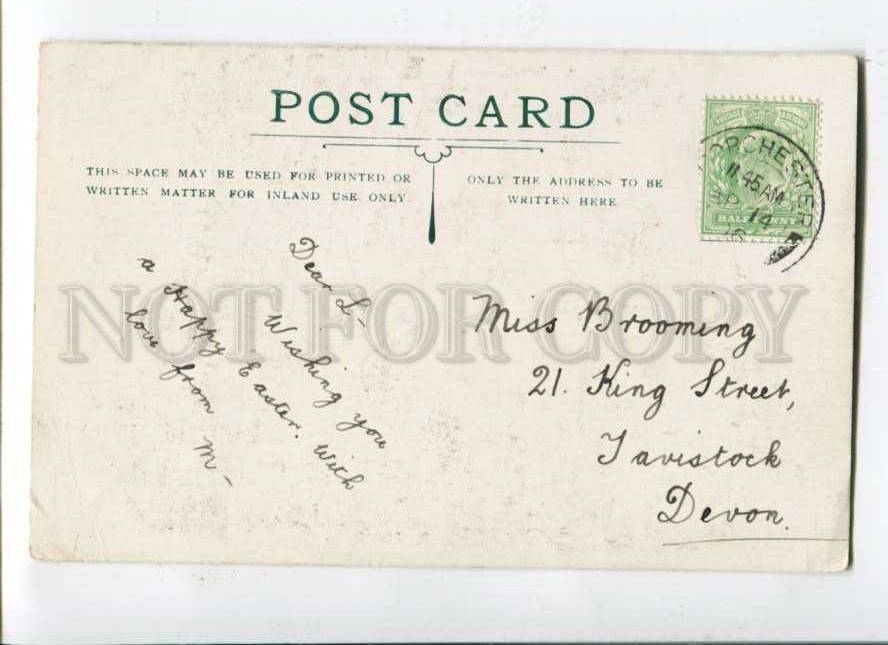 POST CARD
THIS SPACE MAY BE USED FOR PRINTED OR
WRITTEN MATTER FOR INLAND USE ONLY.
ONLY THE ADDRESS TO BE
WRITTEN HERE.
ORCHESTER
11.45 AM
14
HALFPENNY
Dear L-
Wishing you
a Happy Easter. With
love from M-
Miss Brooming
21. King Street,
Tavistock
Devon.
NOT FOR COPY